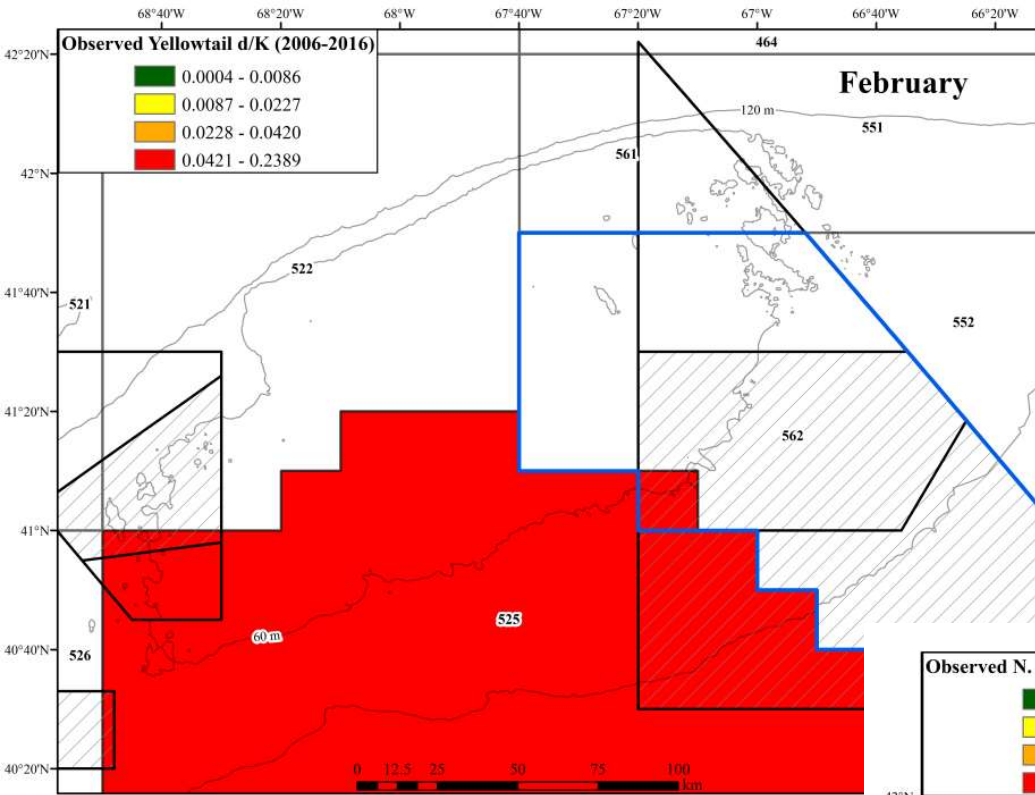 68°40'W 68°20'W 68°W 67°40'W 67°20'W 67°W 66°40'W 66°20'W
Observed Yellowtail d/K (2006-2016)
0.0004 - 0.0086
0.0087 - 0.0227
0.0228 - 0.0420
0.0421 - 0.2389
February
42°20'N
42°N
41°40'N
41°20'N
41°N
40°40'N
40°20'N
464
120 m
551
561
522
521
552
562
525
60 m
526
0 12.5 25 50 75 100
km
Observed N.